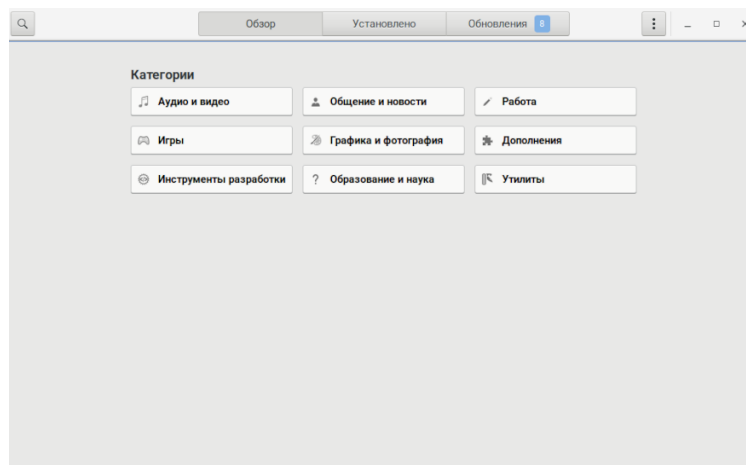 Обзор Установлено Обновления 8
Категории
Аудио и видео Общение и новости Работа
Игры Графика и фотография Дополнения
Инструменты разработки Образование и наука Утилиты